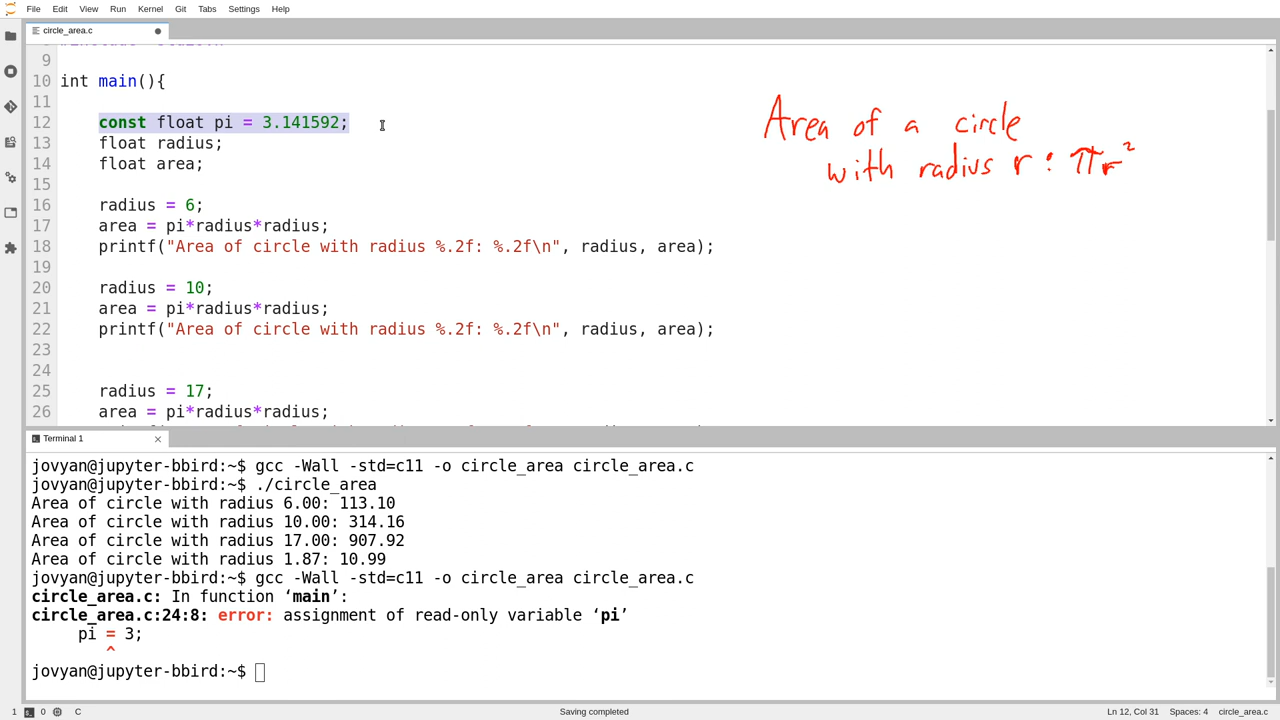 File Edit View Run Kernel Git Tabs Settings Help
circle_area.c
9
10 int main(){
11
12 const float pi = 3.141592;
13 float radius;
14 float area;
15
16 radius = 6;
17 area = pi*radius*radius;
18 printf("Area of circle with radius %.2f: %.2f\n", radius, area);
19
20 radius = 10;
21 area = pi*radius*radius;
22 printf("Area of circle with radius %.2f: %.2f\n", radius, area);
23
24
25 radius = 17;
26 area = pi*radius*radius;
Area of a circle
with radius r : πr²
Terminal 1
jovyan@jupyter-bbird:~$ gcc -Wall -std=c11 -o circle_area circle_area.c
jovyan@jupyter-bbird:~$ ./circle_area
Area of circle with radius 6.00: 113.10
Area of circle with radius 10.00: 314.16
Area of circle with radius 17.00: 907.92
Area of circle with radius 1.87: 10.99
jovyan@jupyter-bbird:~$ gcc -Wall -std=c11 -o circle_area circle_area.c
circle_area.c: In function ‘main’:
circle_area.c:24:8: error: assignment of read-only variable ‘pi’
pi = 3;
^
jovyan@jupyter-bbird:~$
1 0 C Saving completed Ln 12, Col 31 Spaces: 4 circle_area.c